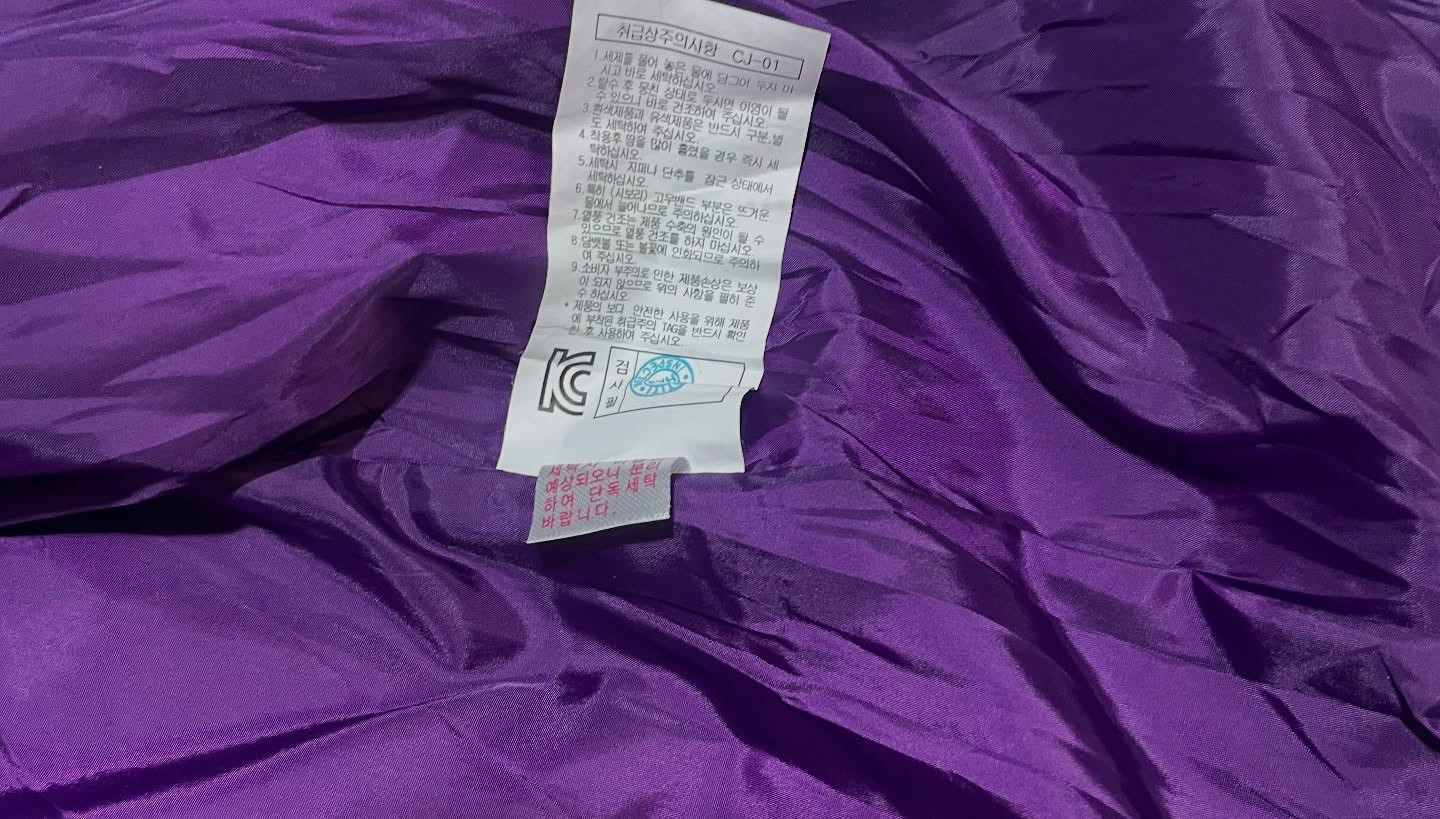 취급상주의사항 CJ-01
1.세제를 풀어 놓은 물에 담그어 두지 마
시고 바로 세탁하십시오.
2.탈수 후 뭉친 상태로 두시면 이염이 될
수 있으니 바로 건조하여 주십시오.
3.흰색제품과 유색제품은 반드시 구분,별
도 세탁하여 주십시오.
4.착용후 땀을 많이 흘렸을 경우 즉시 세
탁하십시오.
5.세탁시 지퍼나 단추를 잠근 상태에서
세탁하십시오.
6.특히 (시보리) 고무밴드 부분은 뜨거운
물에서 늘어나므로 주의하십시오.
7.열풍 건조는 제품 수축의 원인이 될 수
있으므로 열풍 건조를 하지 마십시오.
8.담뱃불 또는 불꽃에 인화되므로 주의하
여 주십시오.
9.소비자 부주의로 인한 제품손상은 보상
이 되지 않으므로 위의 사항을 필히 준
수 하십시오.
* 제품의 보다 안전한 사용을 위해 제품
에 부착된 취급주의 TAG을 반드시 확인
한 후 사용하여 주십시오.
검
사
필
예상되오니 분리
하여 단독세탁
바랍니다.